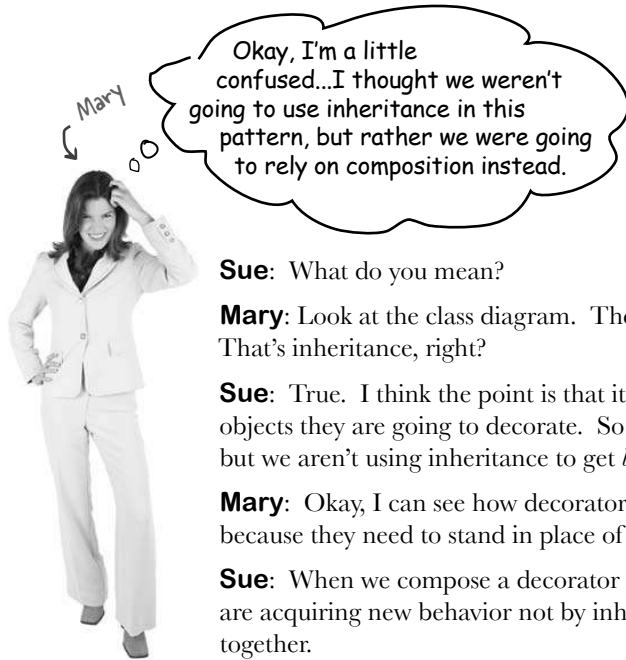 Okay, I'm a little
confused...I thought we weren't
going to use inheritance in this
pattern, but rather we were going
to rely on composition instead.
Mary
Sue: What do you mean?
Mary: Look at the class diagram. The
That's inheritance, right?
Sue: True. I think the point is that it
objects they are going to decorate. So
but we aren't using inheritance to get
Mary: Okay, I can see how decorator
because they need to stand in place of
Sue: When we compose a decorator
are acquiring new behavior not by inh
together.